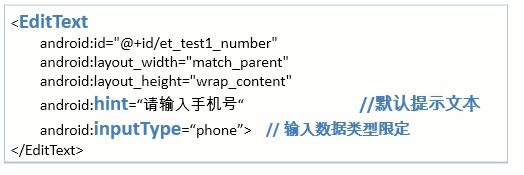 <EditText
android:id="@+id/et_test1_number"
android:layout_width="match_parent"
android:layout_height="wrap_content"
android:hint=“请输入手机号“ //默认提示文本
android:inputType=“phone”> // 输入数据类型限定
</EditText>